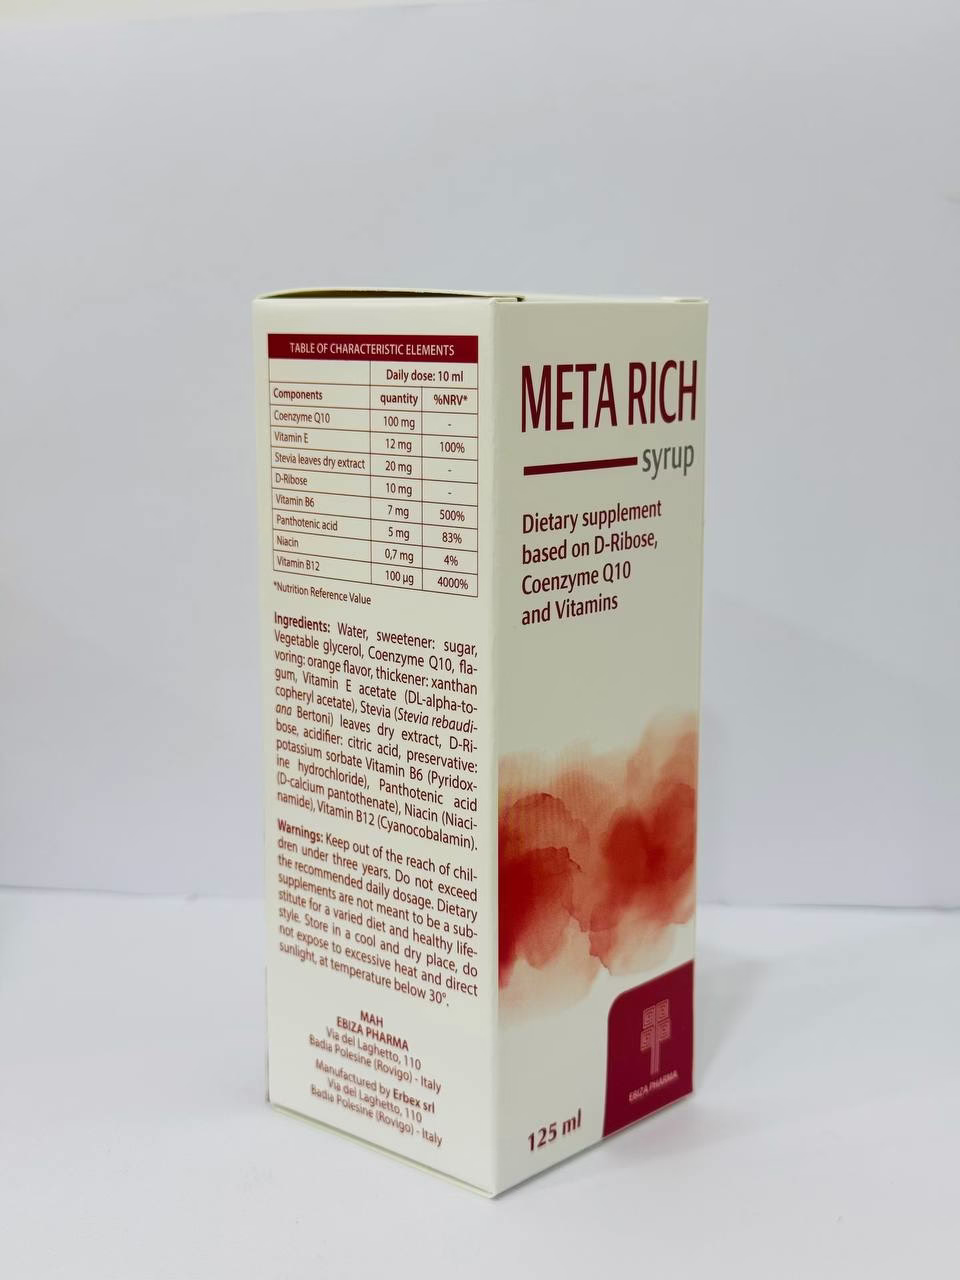 TABLE OF CHARACTERISTIC ELEMENTS
Daily dose: 10 ml
Components quantity %NRV*
Coenzyme Q10 100 mg -
Vitamin E 12 mg 100%
Stevia leaves dry extract 20 mg -
D-Ribose 10 mg -
Vitamin B6 7 mg 500%
Panthotenic acid 5 mg 83%
Niacin 0,7 mg 4%
Vitamin B12 100 µg 4000%
*Nutrition Reference Value
Ingredients: Water, sweetener: sugar,
Vegetable glycerol, Coenzyme Q10, fla-
voring: orange flavor, thickener: xanthan
gum, Vitamin E acetate (DL-alpha-to-
copheryl acetate), Stevia (Stevia rebaudi-
ana Bertoni) leaves dry extract, D-Ri-
bose, acidifier: citric acid, preservative:
potassium sorbate Vitamin B6 (Pyridox-
ine hydrochloride), Panthotenic acid
(D-calcium pantothenate), Niacin (Niaci-
namide), Vitamin B12 (Cyanocobalamin).
Warnings: Keep out of the reach of chil-
dren under three years. Do not exceed
the recommended daily dosage. Dietary
supplements are not meant to be a sub-
stitute for a varied diet and healthy life-
style. Store in a cool and dry place, do
not expose to excessive heat and direct
sunlight, at temperature below 30°.
MAH
EBIZA PHARMA
Via del Laghetto, 110
Badia Polesine (Rovigo) - Italy
Manufactured by Erbex srl
Via del Laghetto, 110
Badia Polesine (Rovigo) - Italy
META RICH
syrup
Dietary supplement
based on D-Ribose,
Coenzyme Q10
and Vitamins
EBIZA PHARMA
125 ml